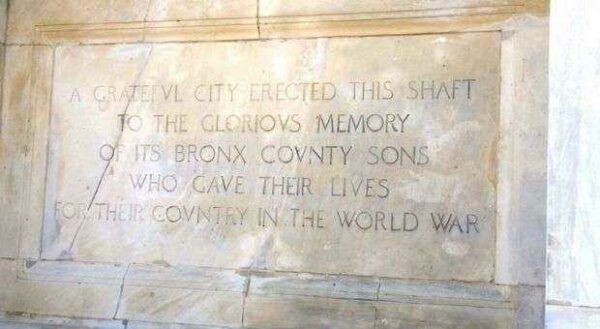 A GRATEFVL CITY ERECTED THIS SHAFT
TO THE GLORIOVS MEMORY
OF ITS BRONX COVNTY SONS
WHO GAVE THEIR LIVES
FOR THEIR COVNTRY IN THE WORLD WAR